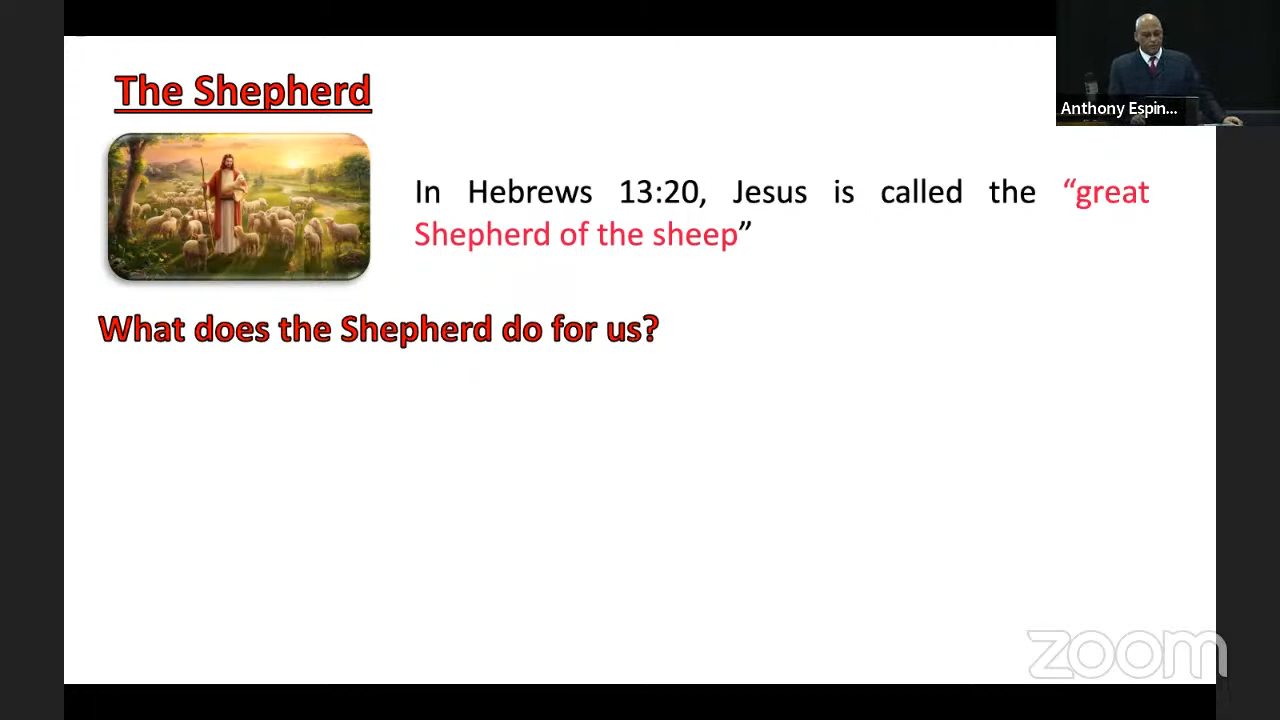 The Shepherd
Anthony Espin...
In Hebrews 13:20, Jesus is called the “great
Shepherd of the sheep”
What does the Shepherd do for us?
zoom